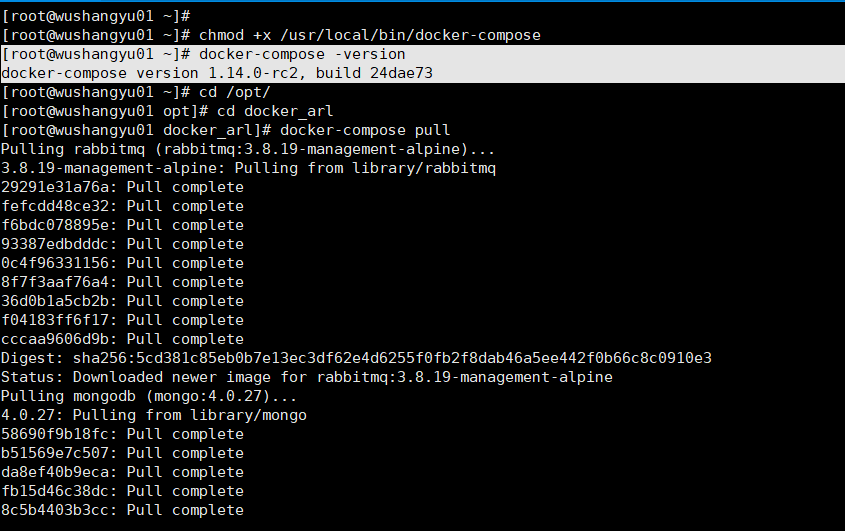 [root@wushangyu01 ~]#
[root@wushangyu01 ~]# chmod +x /usr/local/bin/docker-compose
[root@wushangyu01 ~]# docker-compose -version
docker-compose version 1.14.0-rc2, build 24dae73
[root@wushangyu01 ~]# cd /opt/
[root@wushangyu01 opt]# cd docker_arl
[root@wushangyu01 docker_arl]# docker-compose pull
Pulling rabbitmq (rabbitmq:3.8.19-management-alpine)...
3.8.19-management-alpine: Pulling from library/rabbitmq
29291e31a76a: Pull complete
fefcdd48ce32: Pull complete
f6bdc078895e: Pull complete
93387edbdddc: Pull complete
0c4f96331156: Pull complete
8f7f3aaf76a4: Pull complete
36d0b1a5cb2b: Pull complete
f04183ff6f17: Pull complete
cccaa9606d9b: Pull complete
Digest: sha256:5cd381c85eb0b7e13ec3df62e4d6255f0fb2f8dab46a5ee442f0b66c8c0910e3
Status: Downloaded newer image for rabbitmq:3.8.19-management-alpine
Pulling mongodb (mongo:4.0.27)...
4.0.27: Pulling from library/mongo
58690f9b18fc: Pull complete
b51569e7c507: Pull complete
da8ef40b9eca: Pull complete
fb15d46c38dc: Pull complete
8c5b4403b3cc: Pull complete